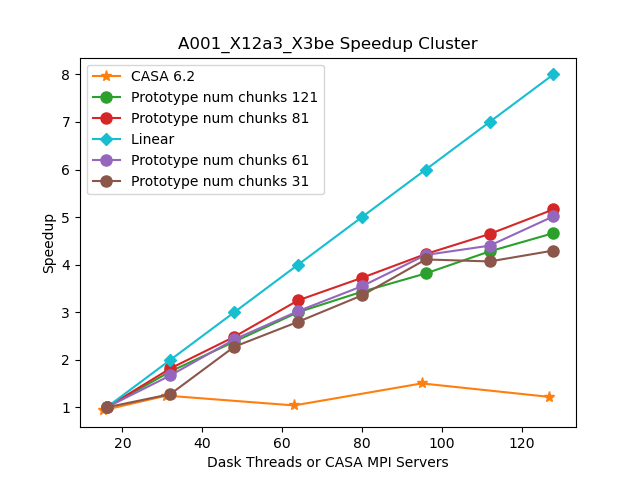 A001_X12a3_X3be Speedup Cluster
CASA 6.2
Prototype num chunks 121
Prototype num chunks 81
Linear
Prototype num chunks 61
Prototype num chunks 31
Speedup
8
7
6
5
4
3
2
1
20 40 60 80 100 120
Dask Threads or CASA MPI Servers